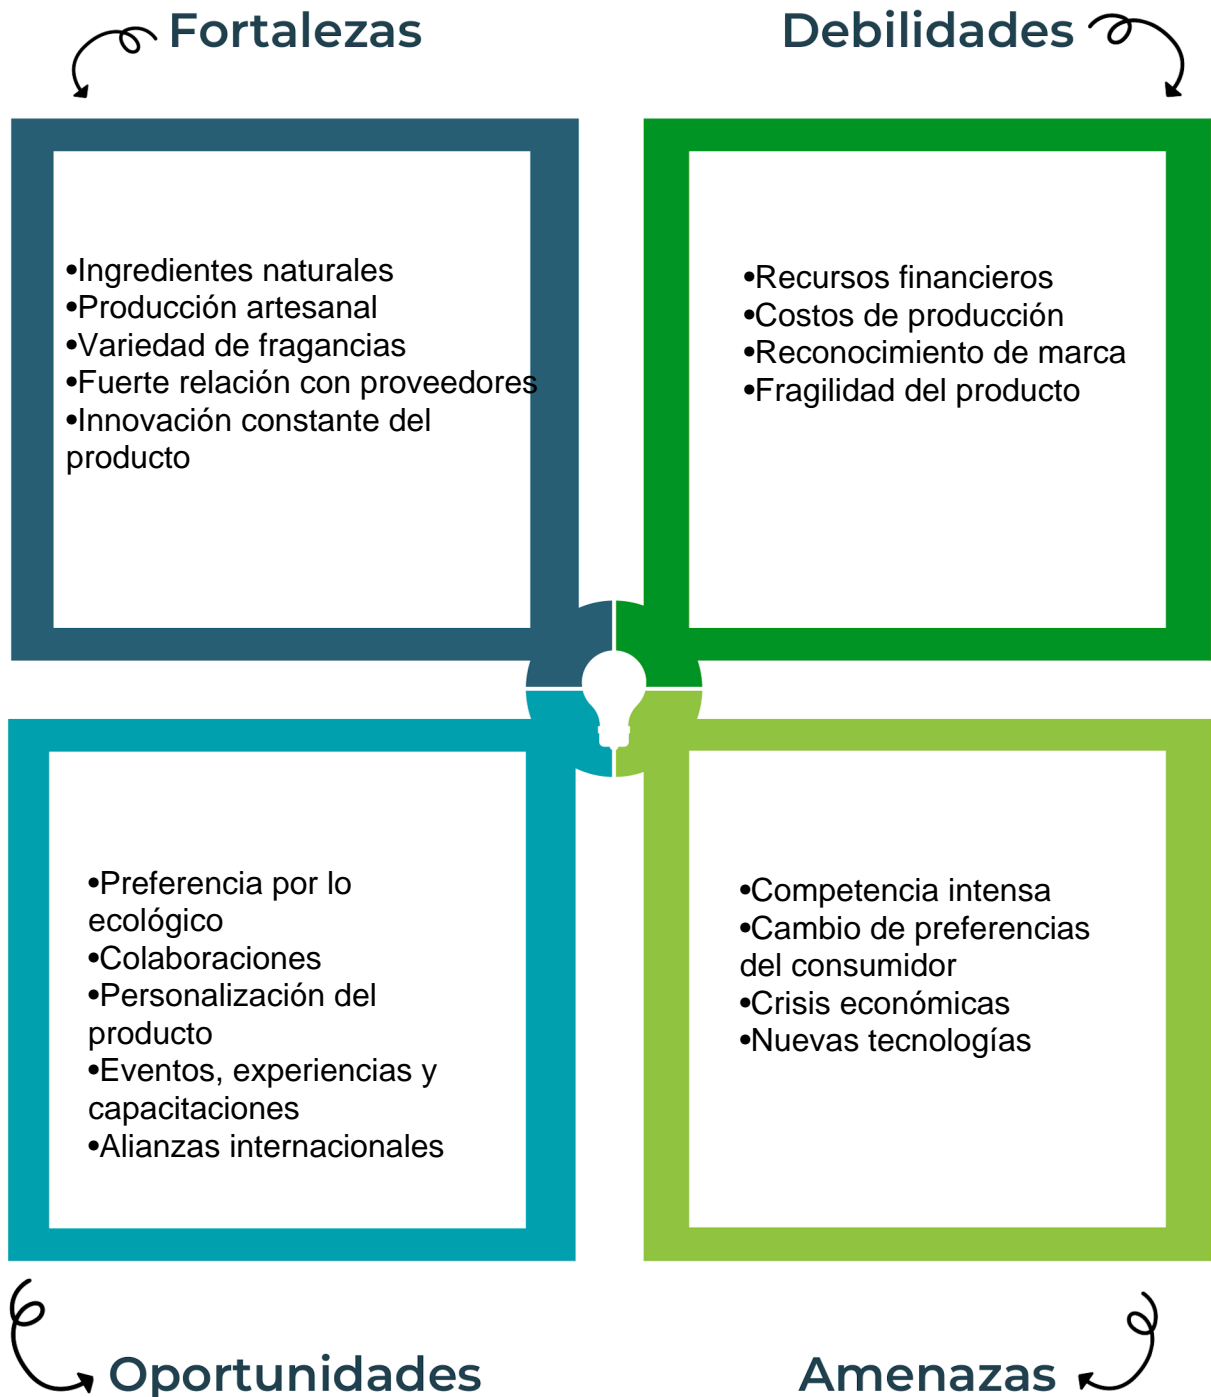 Fortalezas
•Ingredientes naturales
•Producción artesanal
•Variedad de fragancias
•Fuerte relación con proveedores
•Innovación constante del
producto
Debilidades
•Recursos financieros
•Costos de producción
•Reconocimiento de marca
•Fragilidad del producto
•Preferencia por lo
ecológico
•Colaboraciones
•Personalización del
producto
•Eventos, experiencias y
capacitaciones
•Alianzas internacionales
Oportunidades
•Competencia intensa
•Cambio de preferencias
del consumidor
•Crisis económicas
•Nuevas tecnologías
Amenazas